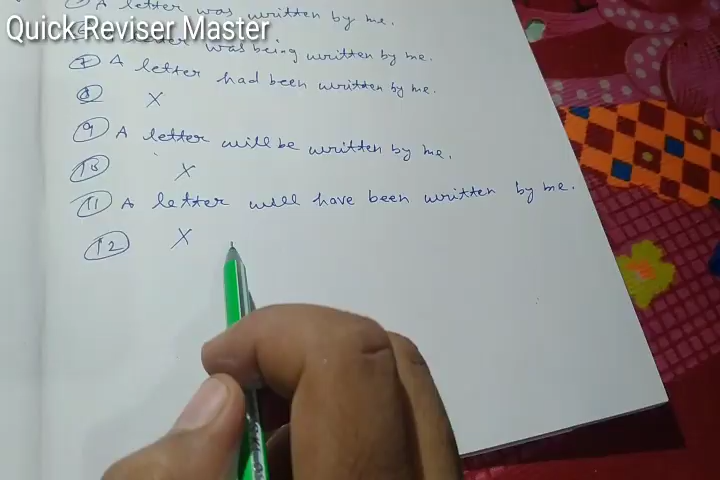 A letter was written by me.
Quick Reviser Master
letter was being written by me.
7 A letter had been written by me.
8 X
9 A letter will be written by me.
10 X
11 A letter will have been written by me.
12 X